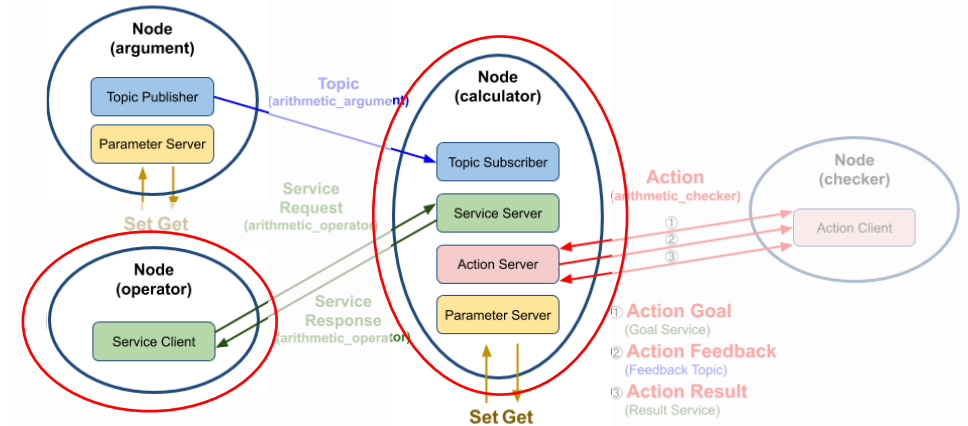 Node
(argument)
Topic Publisher
Parameter Server
Set Get
Topic
(arithmetic_argument)
Service
Request
(arithmetic_operator)
Node
(operator)
Service Client
Service
Response
(arithmetic_operator)
Node
(calculator)
Topic Subscriber
Service Server
Action Server
Parameter Server
Set Get
Action
(arithmetic_checker)
①
②
③
Node
(checker)
Action Client
① Action Goal
(Goal Service)
② Action Feedback
(Feedback Topic)
③ Action Result
(Result Service)